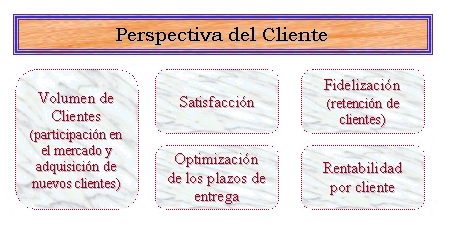 Perspectiva del Cliente
Volumen de
Clientes
(participación en
el mercado y
adquisición de
nuevos clientes)
Satisfacción
Fidelización
(retención de
clientes)
Optimización
de los plazos de
entrega
Rentabilidad
por cliente